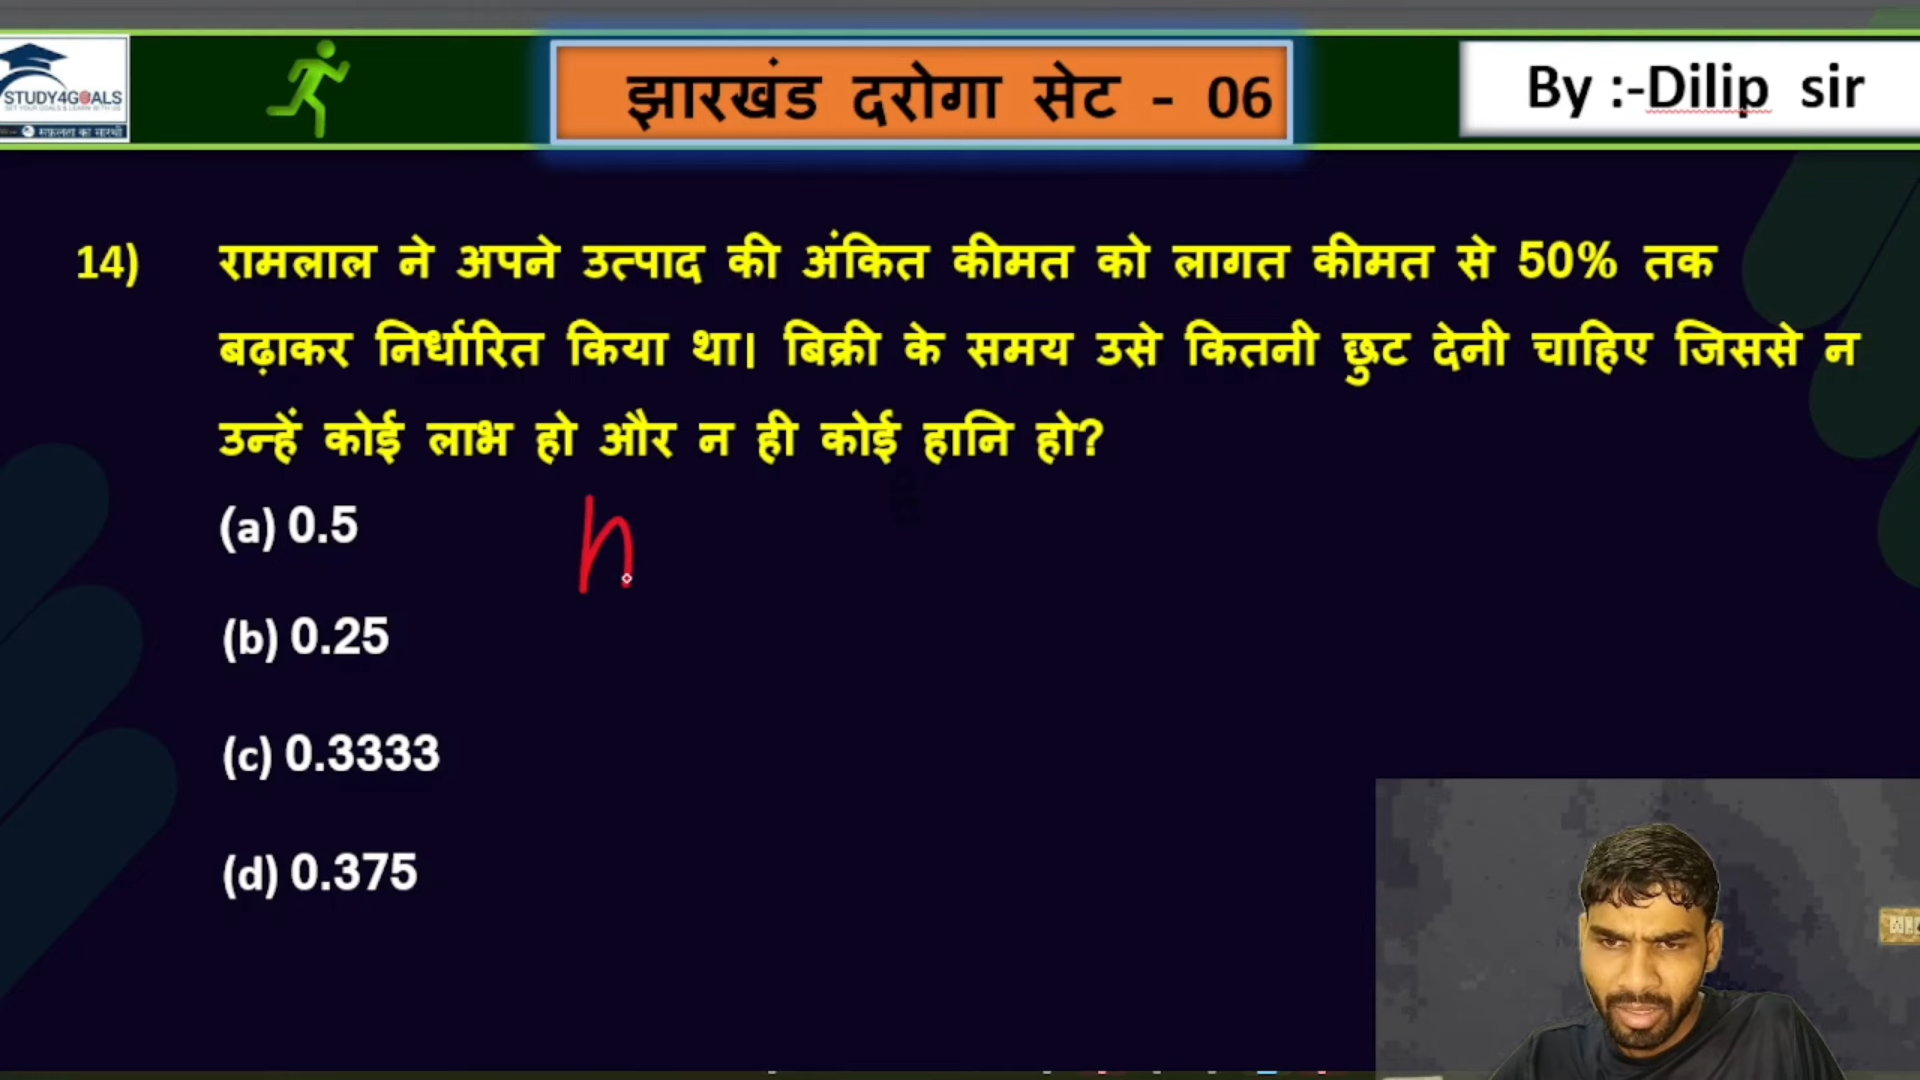 STUDY4GOALS
झारखंड दरोगा सेट - 06
By :-Dilip sir
14) रामलाल ने अपने उत्पाद की अंकित कीमत को लागत कीमत से 50% तक
बढ़ाकर निर्धारित किया था। बिक्री के समय उसे कितनी छुट देनी चाहिए जिससे न
उन्हें कोई लाभ हो और न ही कोई हानि हो?
(a) 0.5
(b) 0.25
(c) 0.3333
(d) 0.375